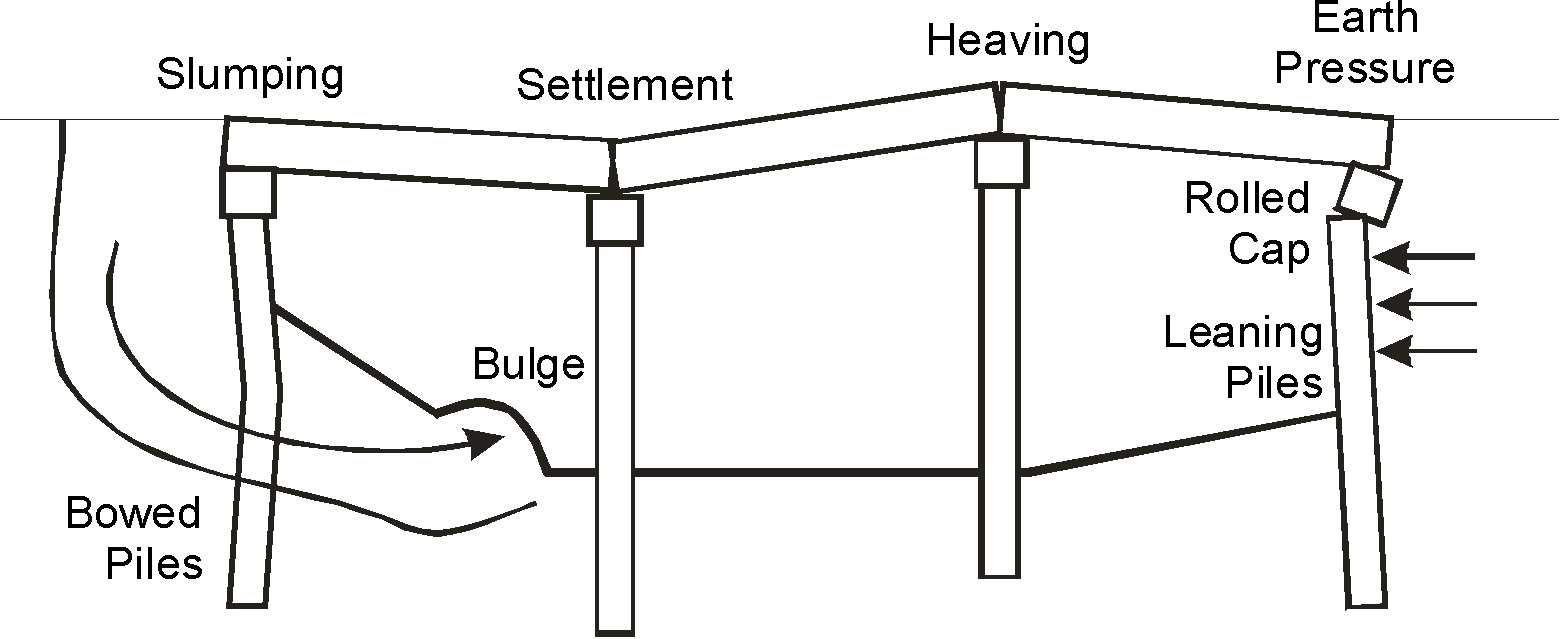 Slumping
Settlement
Heaving
Earth
Pressure
Rolled
Cap
Bulge
Leaning
Piles
Bowed
Piles